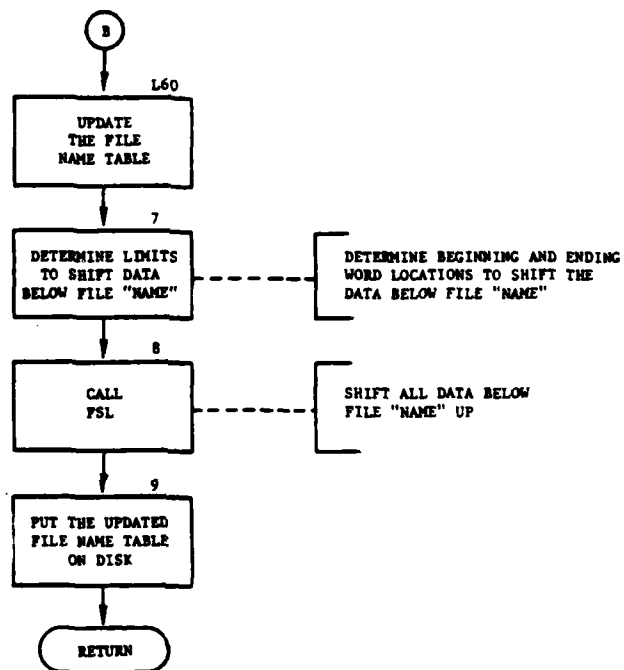 B
L60
UPDATE
THE FILE
NAME TABLE
7
DETERMINE LIMITS
TO SHIFT DATA
BELOW FILE "NAME"
DETERMINE BEGINNING AND ENDING
WORD LOCATIONS TO SHIFT THE
DATA BELOW FILE "NAME"
8
CALL
FSL
SHIFT ALL DATA BELOW
FILE "NAME" UP
9
PUT THE UPDATED
FILE NAME TABLE
ON DISK
RETURN